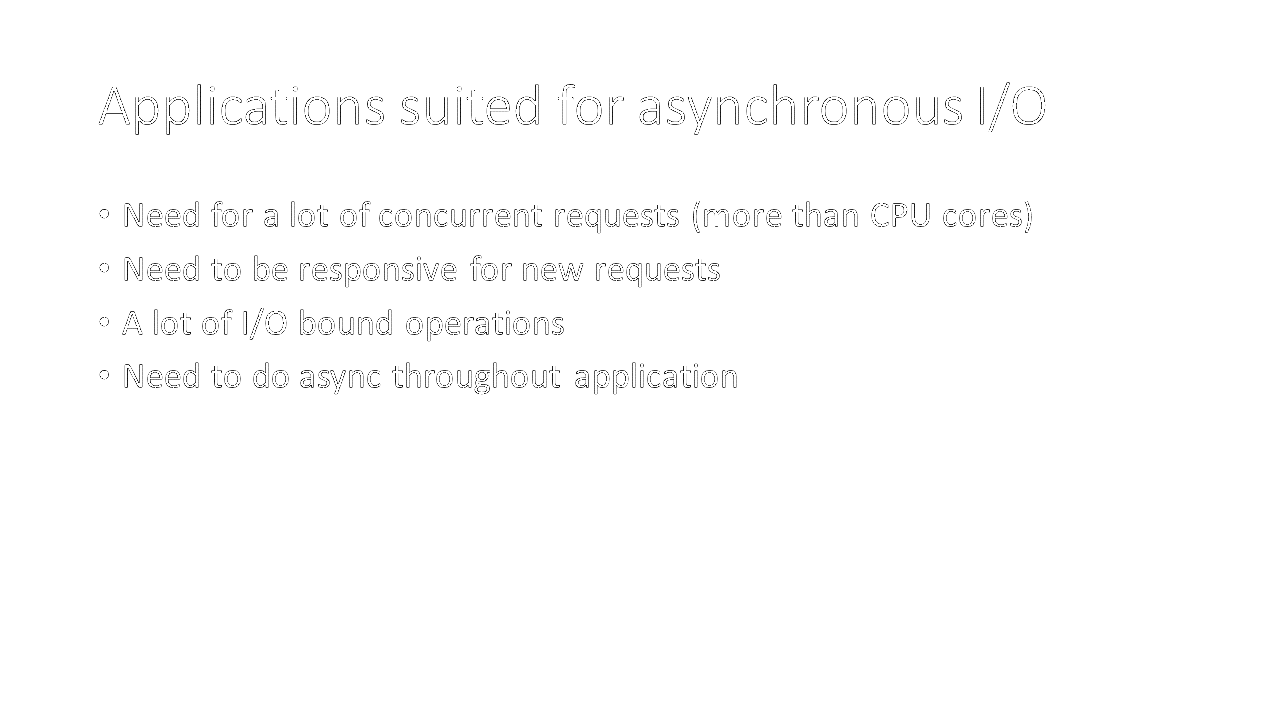 Applications suited for asynchronous I/O
• Need for a lot of concurrent requests (more than CPU cores)
• Need to be responsive for new requests
• A lot of I/O bound operations
• Need to do async throughout application